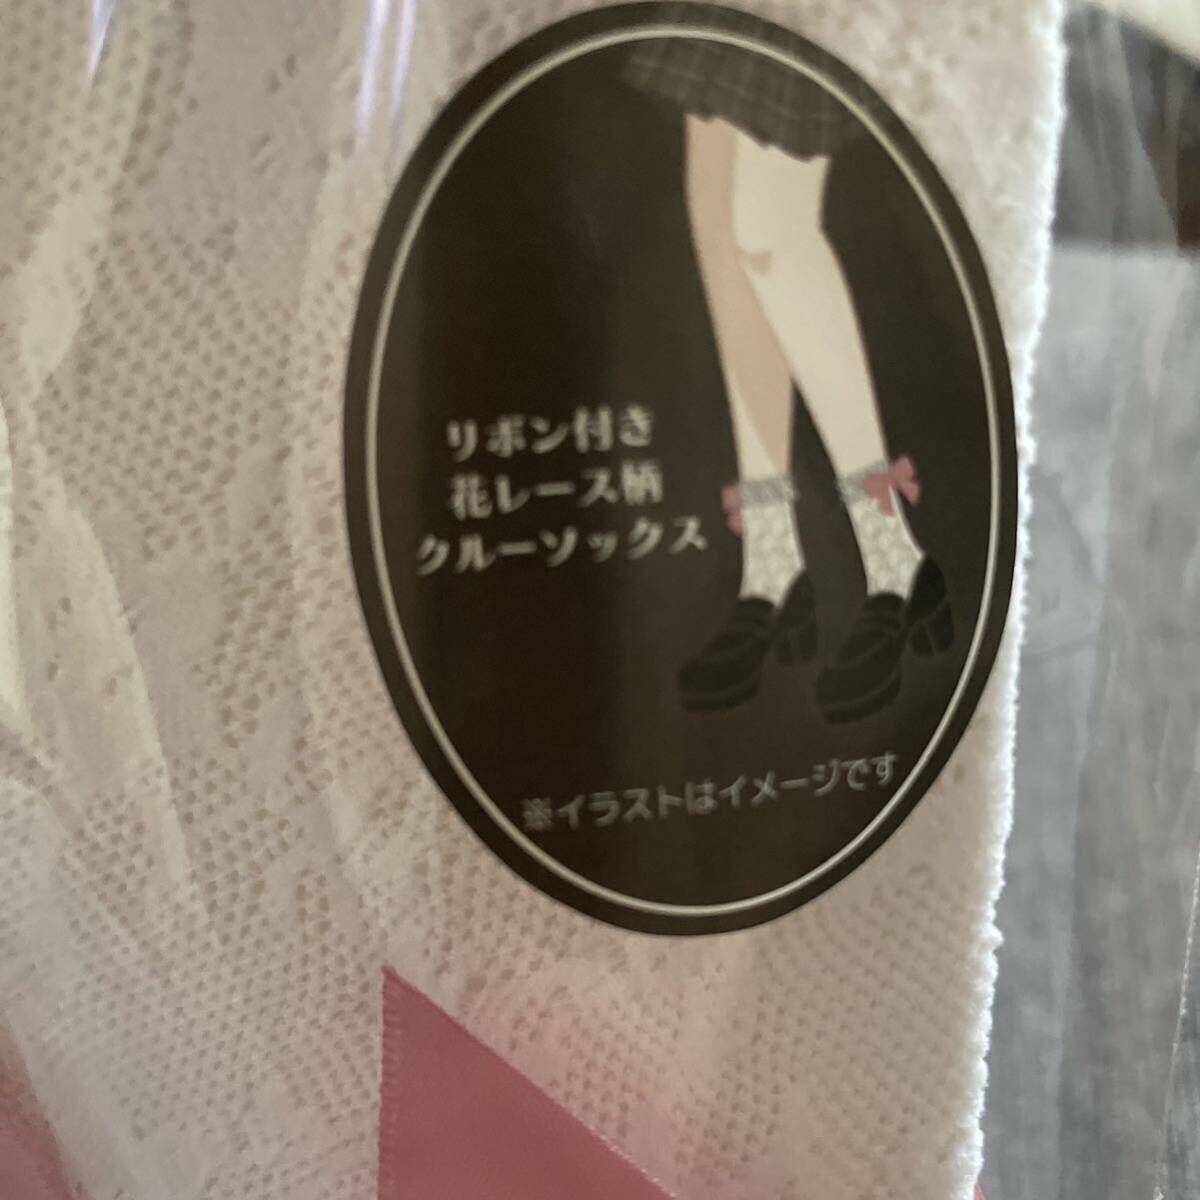 リボン付き
花レース柄
クルーソックス
※イラストはイメージです